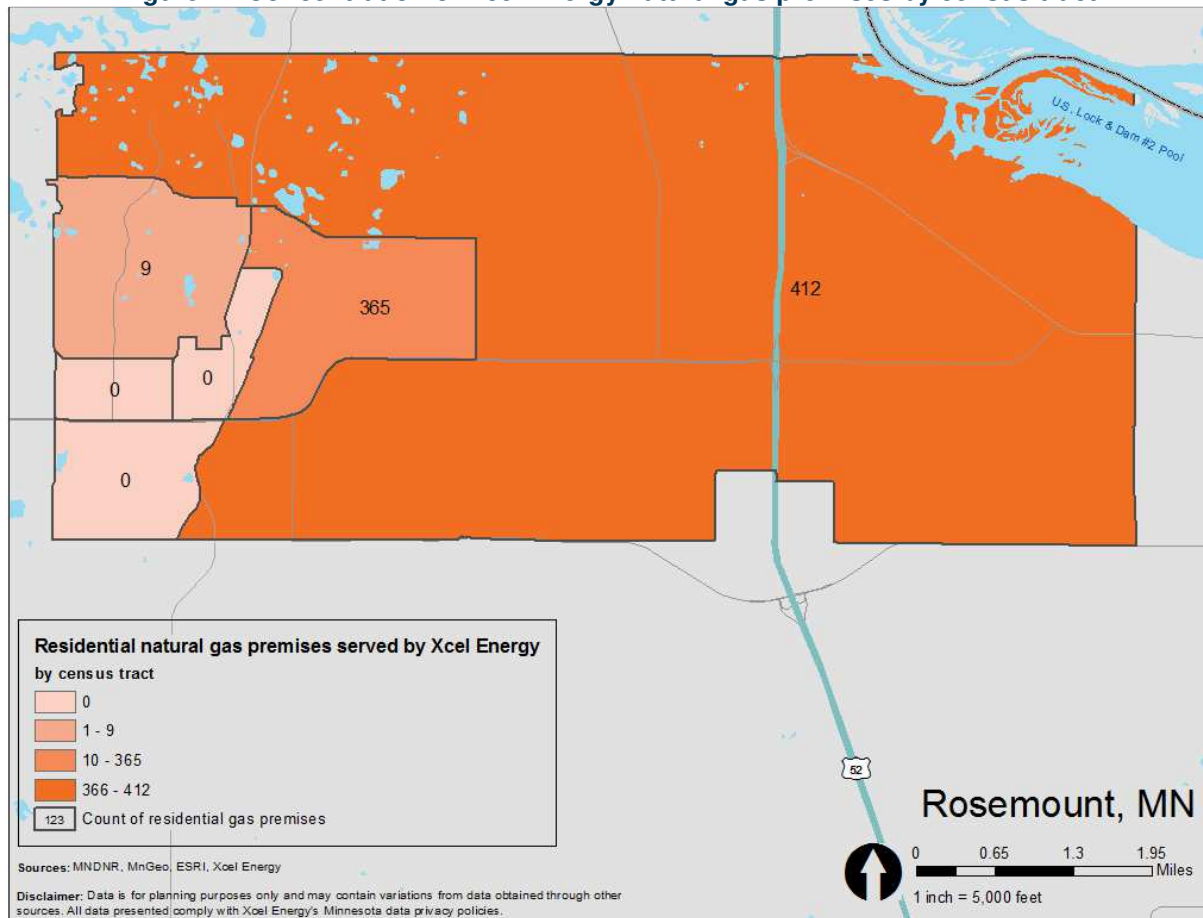 U.S. Lock & Dam #2 Pool
9
365
412
0
0
0
Residential natural gas premises served by Xcel Energy
by census tract
0
1 - 9
10 - 365
366 - 412
123 Count of residential gas premises
52
Rosemount, MN
0 0.65 1.3 1.95
Miles
1 inch = 5,000 feet
Sources: MNDNR, MnGeo, ESRI, Xcel Energy
Disclaimer: Data is for planning purposes only and may contain variations from data obtained through other
sources. All data presented comply with Xcel Energy's Minnesota data privacy policies.